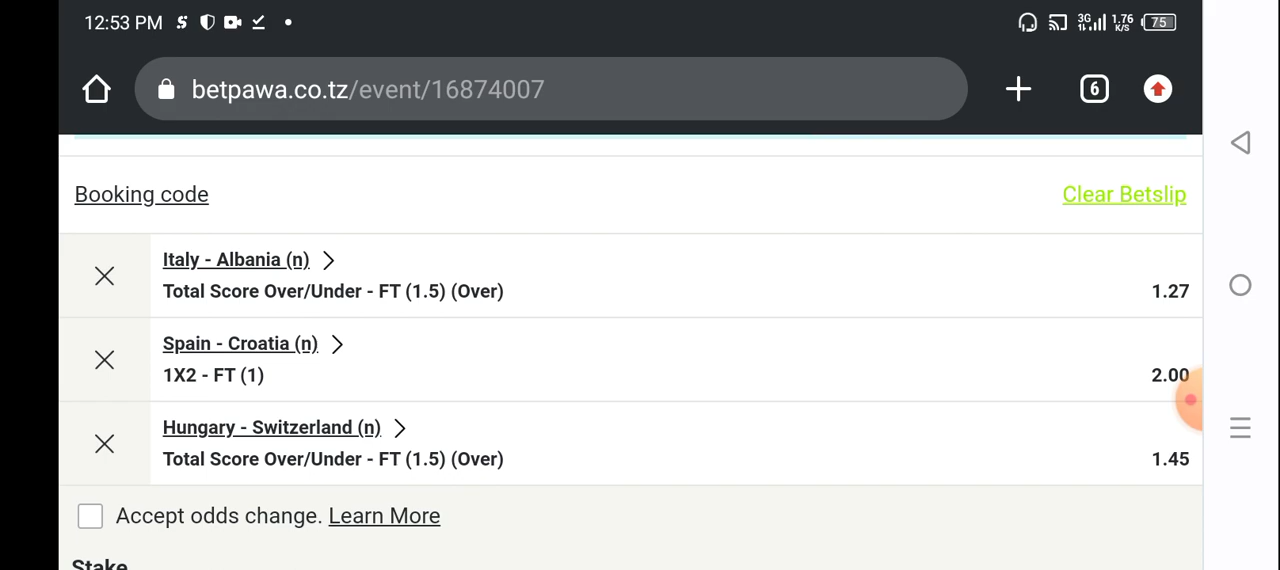 12:53 PM
3G 1.76 K/S 75
betpawa.co.tz/event/16874007
6
Booking code
Clear Betslip
Italy - Albania (n)
Total Score Over/Under - FT (1.5) (Over)
1.27
Spain - Croatia (n)
1X2 - FT (1)
2.00
Hungary - Switzerland (n)
Total Score Over/Under - FT (1.5) (Over)
1.45
Accept odds change. Learn More
Stake